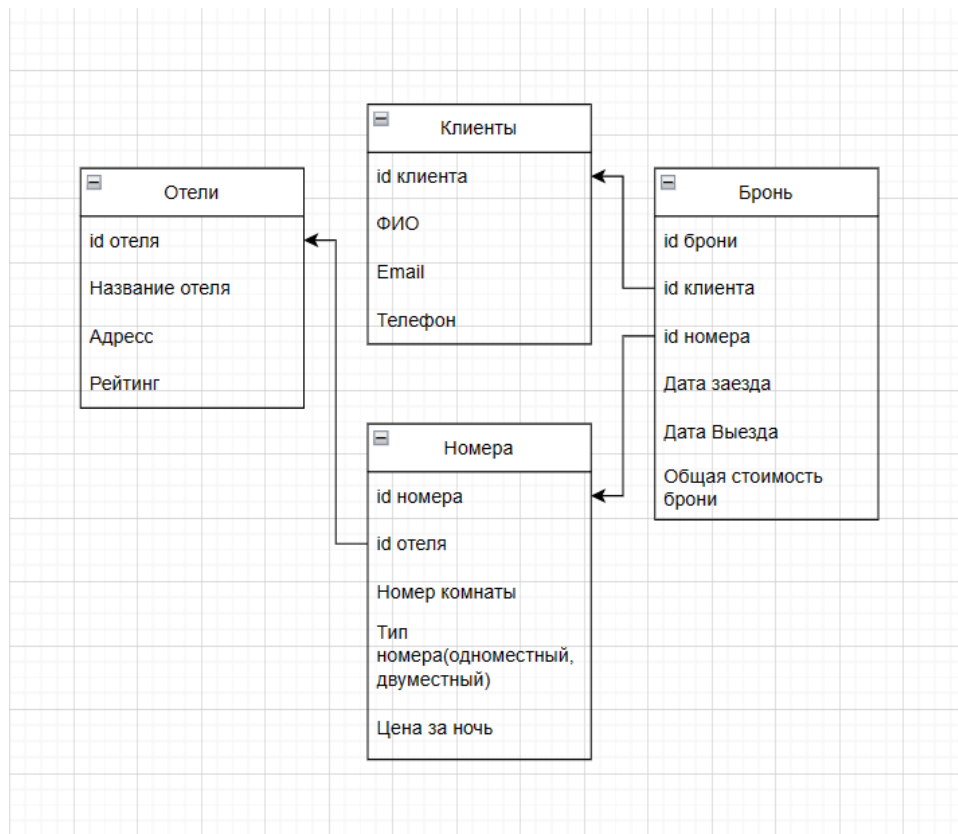 Клиенты
id клиента
ФИО
Email
Телефон
Отели
id отеля
Название отеля
Адресс
Рейтинг
Бронь
id брони
id клиента
id номера
Дата заезда
Дата Выезда
Общая стоимость
брони
Номера
id номера
id отеля
Номер комнаты
Тип
номера(одноместный,
двуместный)
Цена за ночь